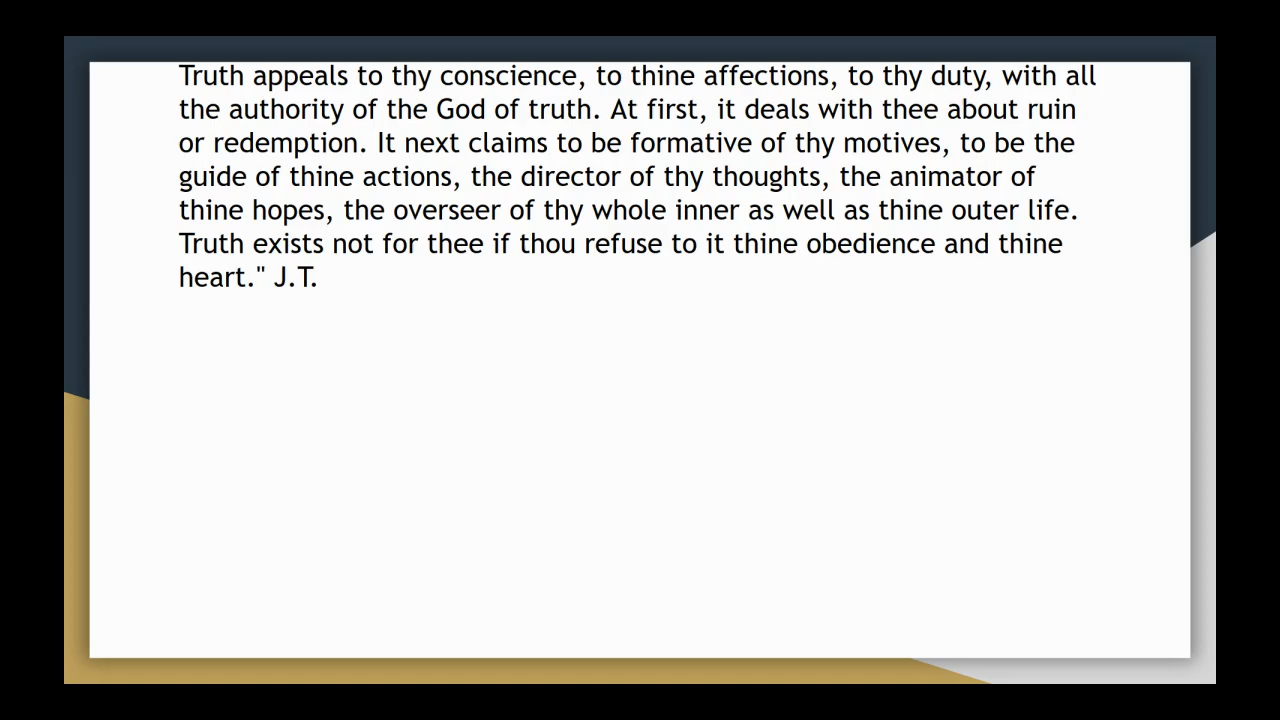 Truth appeals to thy conscience, to thine affections, to thy duty, with all
the authority of the God of truth. At first, it deals with thee about ruin
or redemption. It next claims to be formative of thy motives, to be the
guide of thine actions, the director of thy thoughts, the animator of
thine hopes, the overseer of thy whole inner as well as thine outer life.
Truth exists not for thee if thou refuse to it thine obedience and thine
heart." J.T.